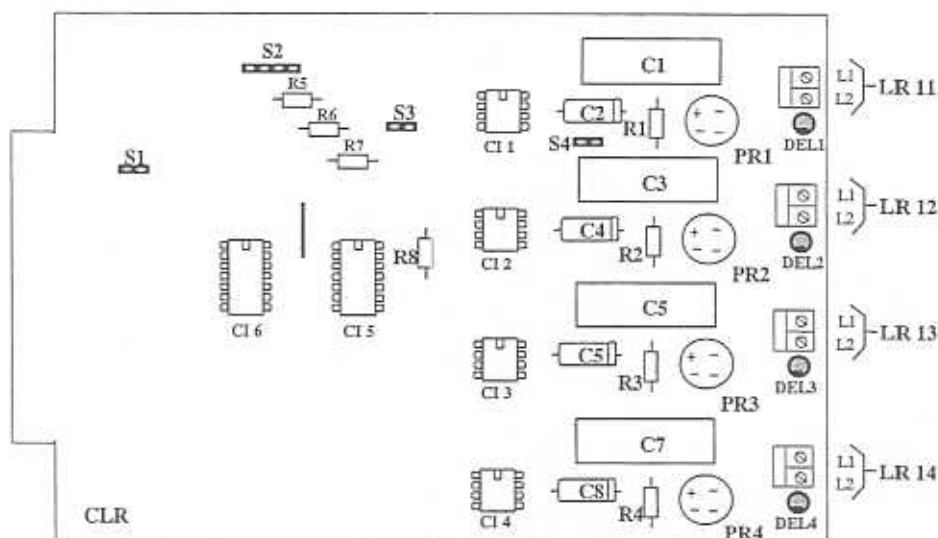 S2
R5
R6
S3
R7
S1
CI 6
CI 5
R8
C1
C2
R1
CI 1
S4
PR1
L1
L2
LR 11
DEL1
C3
C4
R2
CI 2
PR2
L1
L2
LR 12
DEL2
C5
C5
R3
CI 3
PR3
L1
L2
LR 13
DEL3
C7
C8
R4
CI 4
PR4
L1
L2
LR 14
DEL4
CLR